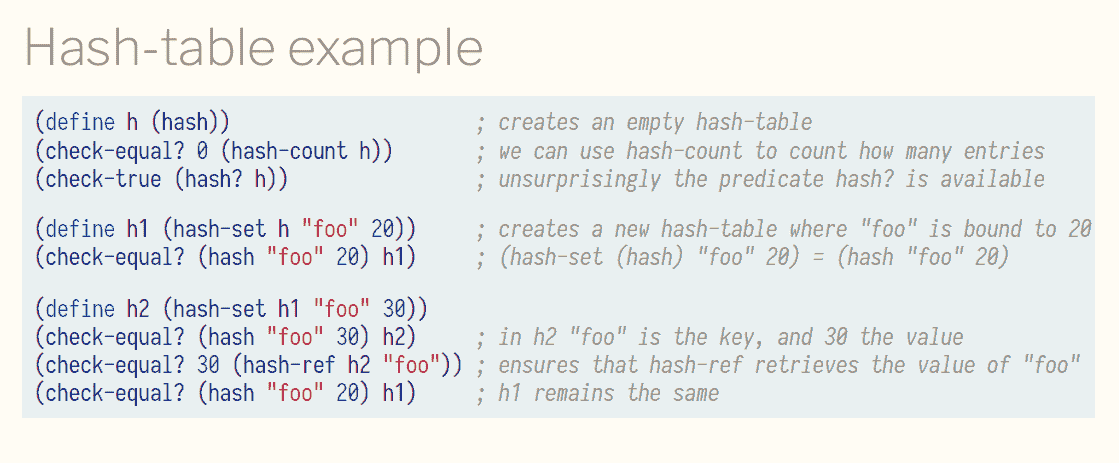 Hash-table example
(define h (hash)) ; creates an empty hash-table
(check-equal? 0 (hash-count h)) ; we can use hash-count to count how many entries
(check-true (hash? h)) ; unsurprisingly the predicate hash? is available
(define h1 (hash-set h "foo" 20)) ; creates a new hash-table where "foo" is bound to 20
(check-equal? (hash "foo" 20) h1) ; (hash-set (hash) "foo" 20) = (hash "foo" 20)
(define h2 (hash-set h1 "foo" 30))
(check-equal? (hash "foo" 30) h2) ; in h2 "foo" is the key, and 30 the value
(check-equal? 30 (hash-ref h2 "foo")) ; ensures that hash-ref retrieves the value of "foo"
(check-equal? (hash "foo" 20) h1) ; h1 remains the same